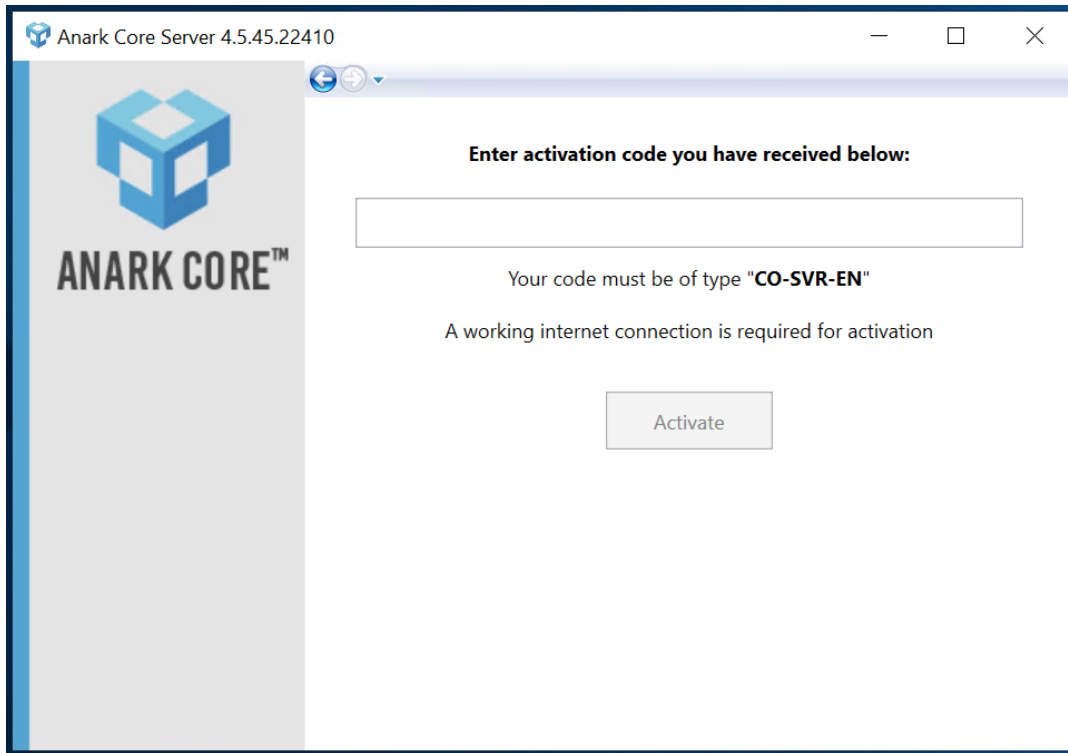 Anark Core Server 4.5.45.22410
ANARK CORE™
Enter activation code you have received below:
Your code must be of type "CO-SVR-EN"
A working internet connection is required for activation
Activate